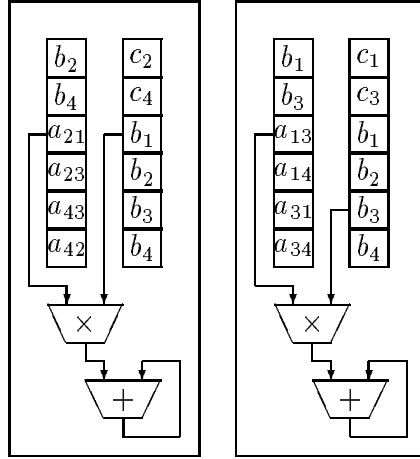 b₂ c₂ b₁ c₁
b₄ c₄ b₃ c₃
a₂₁ b₁ a₁₃ b₁
a₂₃ b₂ a₁₄ b₂
a₄₃ b₃ a₃₁ b₃
a₄₂ b₄ a₃₄ b₄
× ×
+ +